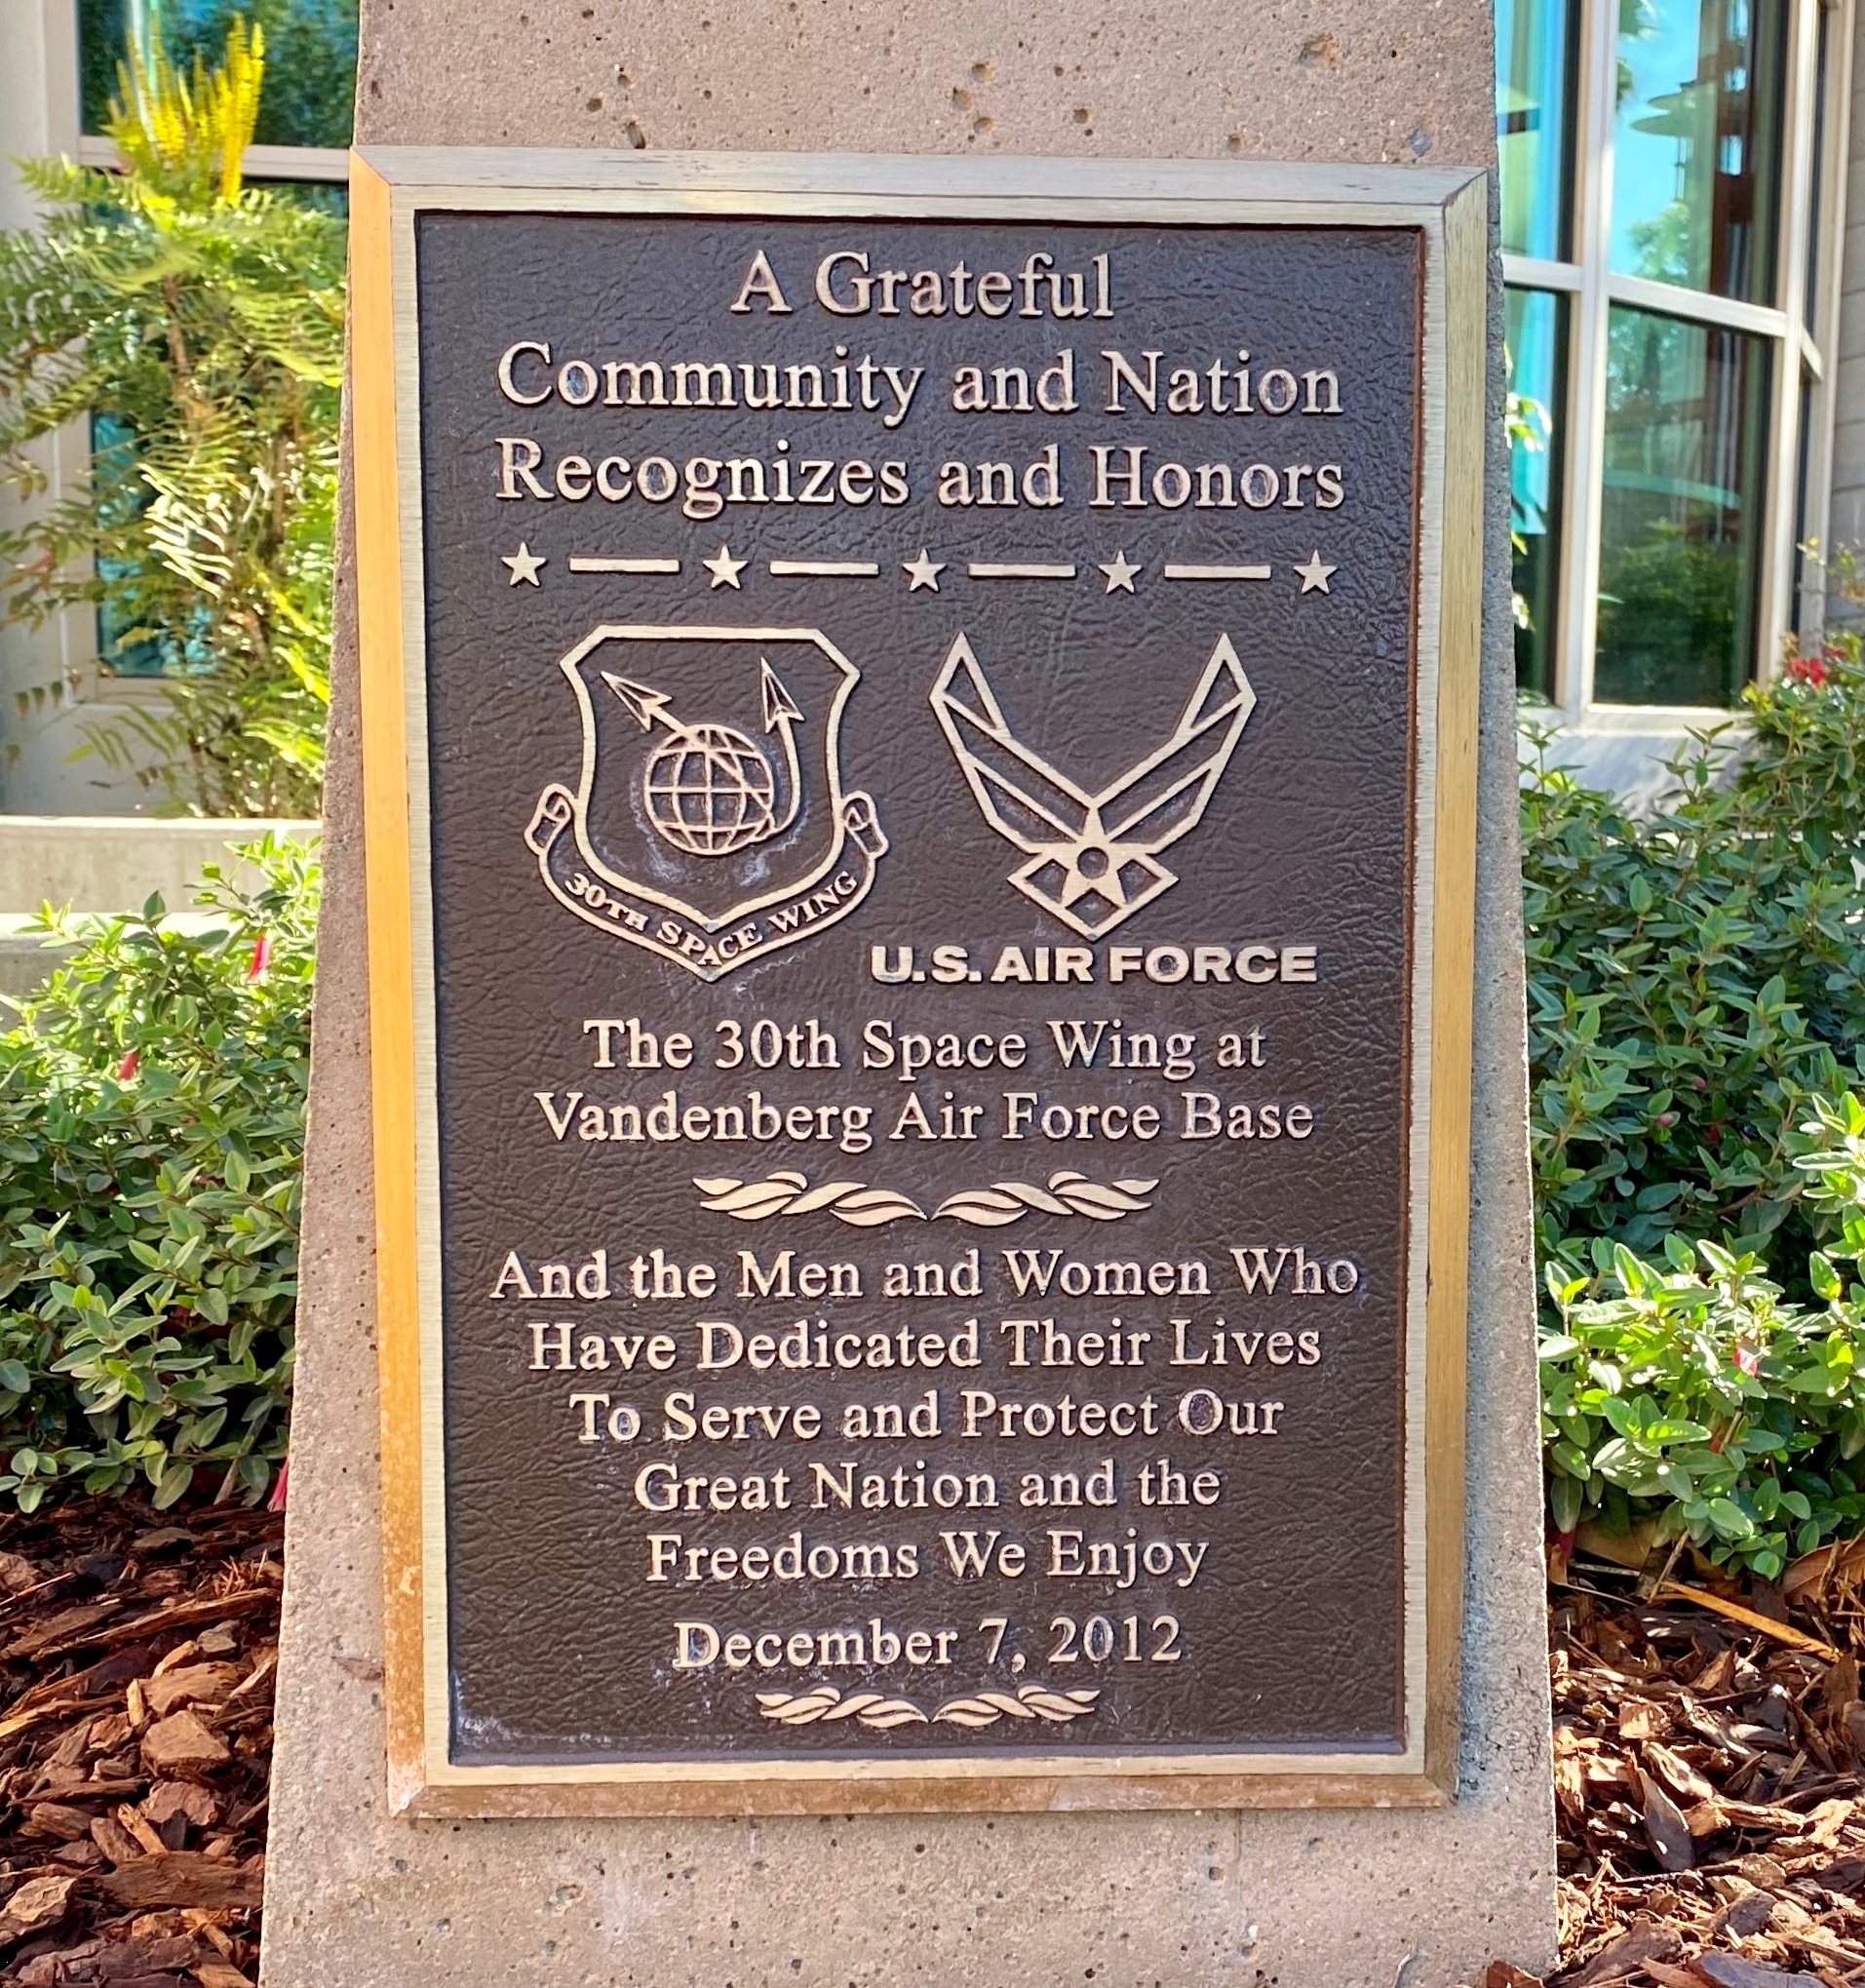 A Grateful
Community and Nation
Recognizes and Honors
30TH SPACE WING
U.S. AIR FORCE
The 30th Space Wing at
Vandenberg Air Force Base
And the Men and Women Who
Have Dedicated Their Lives
To Serve and Protect Our
Great Nation and the
Freedoms We Enjoy
December 7, 2012